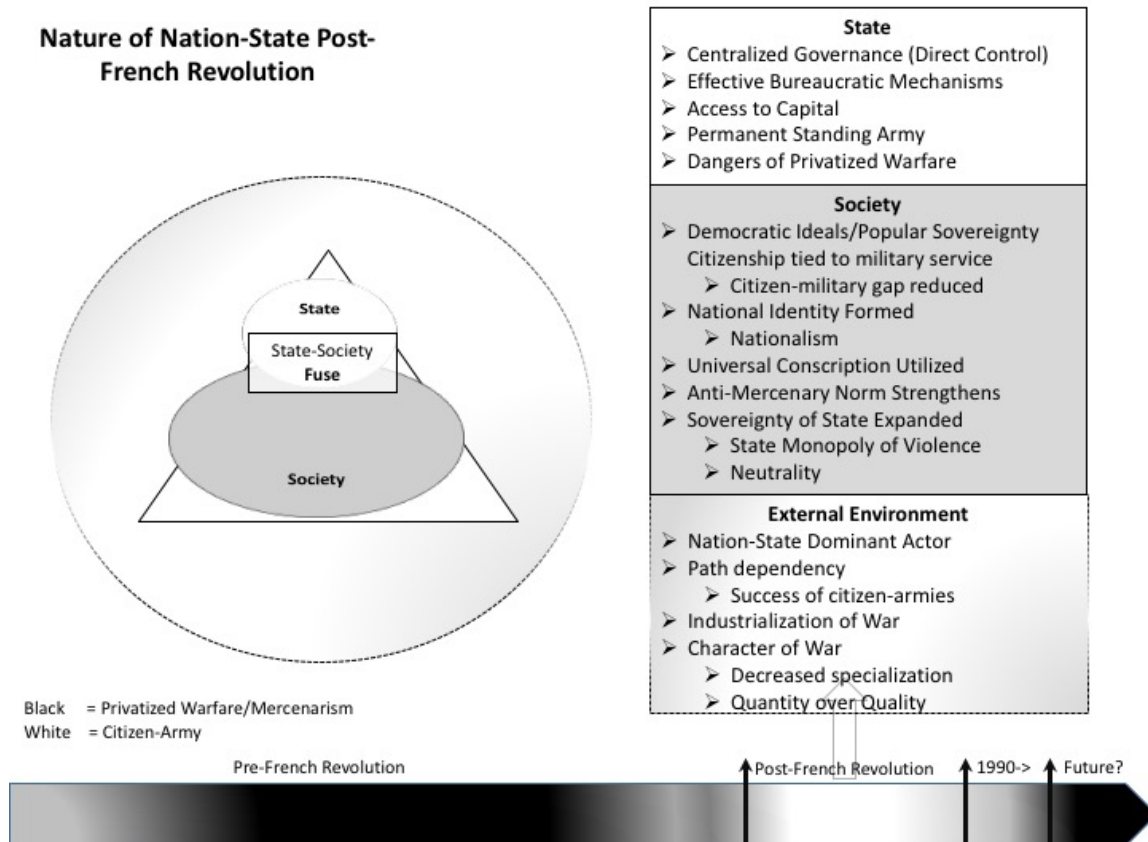 Nature of Nation-State Post-
French Revolution
State
State-Society
Fuse
Society
Black = Privatized Warfare/Mercenarism
White = Citizen-Army
State
➢ Centralized Governance (Direct Control)
➢ Effective Bureaucratic Mechanisms
➢ Access to Capital
➢ Permanent Standing Army
➢ Dangers of Privatized Warfare
Society
➢ Democratic Ideals/Popular Sovereignty
Citizenship tied to military service
➢ Citizen-military gap reduced
➢ National Identity Formed
➢ Nationalism
➢ Universal Conscription Utilized
➢ Anti-Mercenary Norm Strengthens
➢ Sovereignty of State Expanded
➢ State Monopoly of Violence
➢ Neutrality
External Environment
➢ Nation-State Dominant Actor
➢ Path dependency
➢ Success of citizen-armies
➢ Industrialization of War
➢ Character of War
➢ Decreased specialization
➢ Quantity over Quality
Pre-French Revolution
Post-French Revolution
1990->
Future?